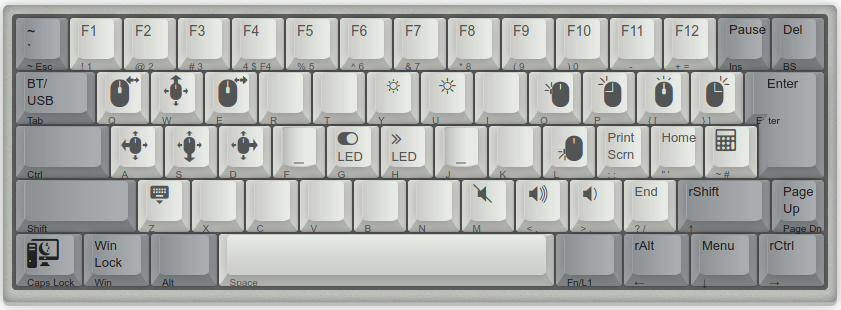 ~ F1 F2 F3 F4 F5 F6 F7 F8 F9 F10 F11 F12 Pause Del
`
~ Esc ! 1 @ 2 # 3 4 $ F4 % 5 ^ 6 & 7 * 8 ( 9 ) 0 - + = Ins BS
BT/ Enter
USB
Tab Q W E R T Y U I O P { [ } ] Enter
Print Home
_ LED LED _ Scrn
Ctrl A S D F G H J K L : ; " ' ~ #
End rShift Page
Up
Shift Z X C V B N M < , > . ? / ↑ Page Dn
Win rAlt Menu rCtrl
Lock
Caps Lock Win Alt Space Fn/L1 ← ↓ →